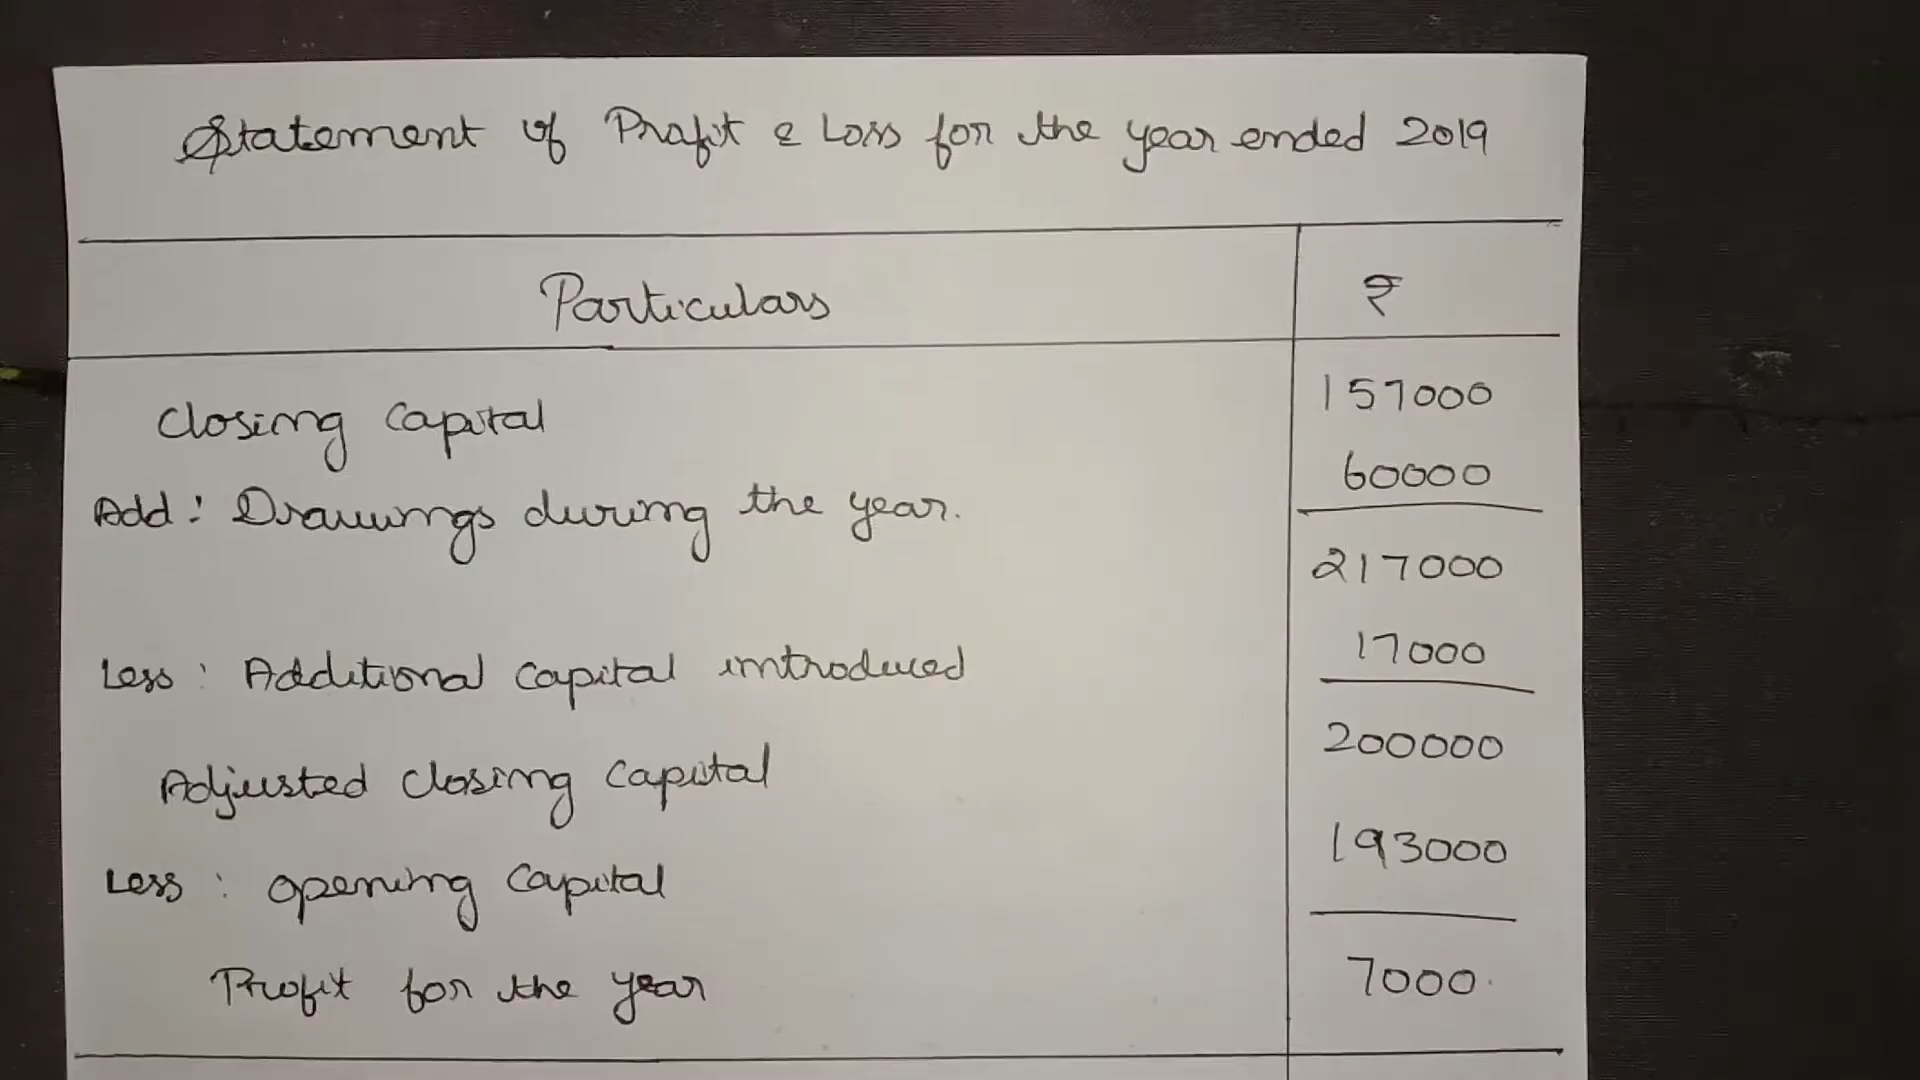 Statement of Profit & Loss for the year ended 2019
Particulars ₹
Closing Capital 157000
Add: Drawings during the year. 60000
217000
Less: Additional Capital introduced 17000
Adjusted Closing Capital 200000
Less: Opening Capital 193000
Profit for the year 7000